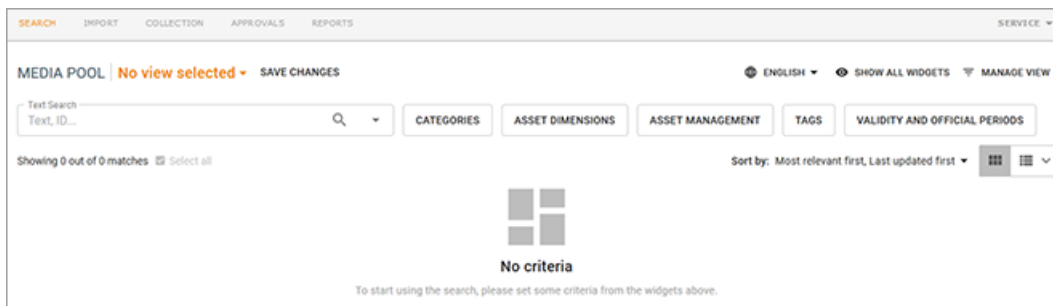 SEARCH IMPORT COLLECTION APPROVALS REPORTS SERVICE
MEDIA POOL No view selected SAVE CHANGES ENGLISH SHOW ALL WIDGETS MANAGE VIEW
Text Search
Text, ID... CATEGORIES ASSET DIMENSIONS ASSET MANAGEMENT TAGS VALIDITY AND OFFICIAL PERIODS
Showing 0 out of 0 matches Select all Sort by: Most relevant first, Last updated first
No criteria
To start using the search, please set some criteria from the widgets above.